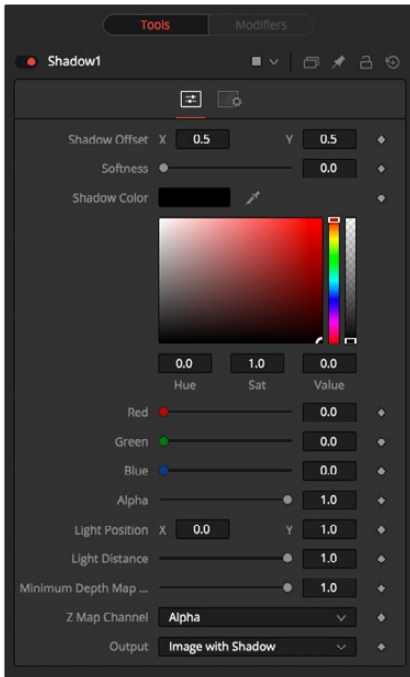 Tools Modifiers
Shadow1
Shadow Offset X 0.5 Y 0.5
Softness 0.0
Shadow Color
0.0 1.0 0.0
Hue Sat Value
Red 0.0
Green 0.0
Blue 0.0
Alpha 1.0
Light Position X 0.0 Y 1.0
Light Distance 1.0
Minimum Depth Map ... 1.0
Z Map Channel Alpha
Output Image with Shadow